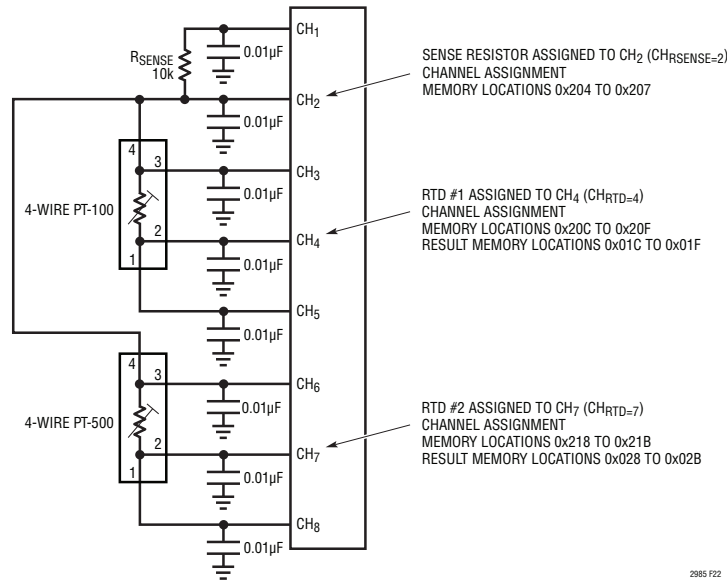 CH1
0.01µF
RSENSE
10k
CH2
0.01µF
SENSE RESISTOR ASSIGNED TO CH2 (CHRSENSE=2)
CHANNEL ASSIGNMENT
MEMORY LOCATIONS 0x204 TO 0x207
4
3
CH3
0.01µF
4-WIRE PT-100
2
CH4
0.01µF
1
RTD #1 ASSIGNED TO CH4 (CHRTD=4)
CHANNEL ASSIGNMENT
MEMORY LOCATIONS 0x20C TO 0x20F
RESULT MEMORY LOCATIONS 0x01C TO 0x01F
CH5
0.01µF
4
3
CH6
0.01µF
4-WIRE PT-500
2
CH7
0.01µF
1
RTD #2 ASSIGNED TO CH7 (CHRTD=7)
CHANNEL ASSIGNMENT
MEMORY LOCATIONS 0x218 TO 0x21B
RESULT MEMORY LOCATIONS 0x028 TO 0x02B
CH8
0.01µF
2985 F22